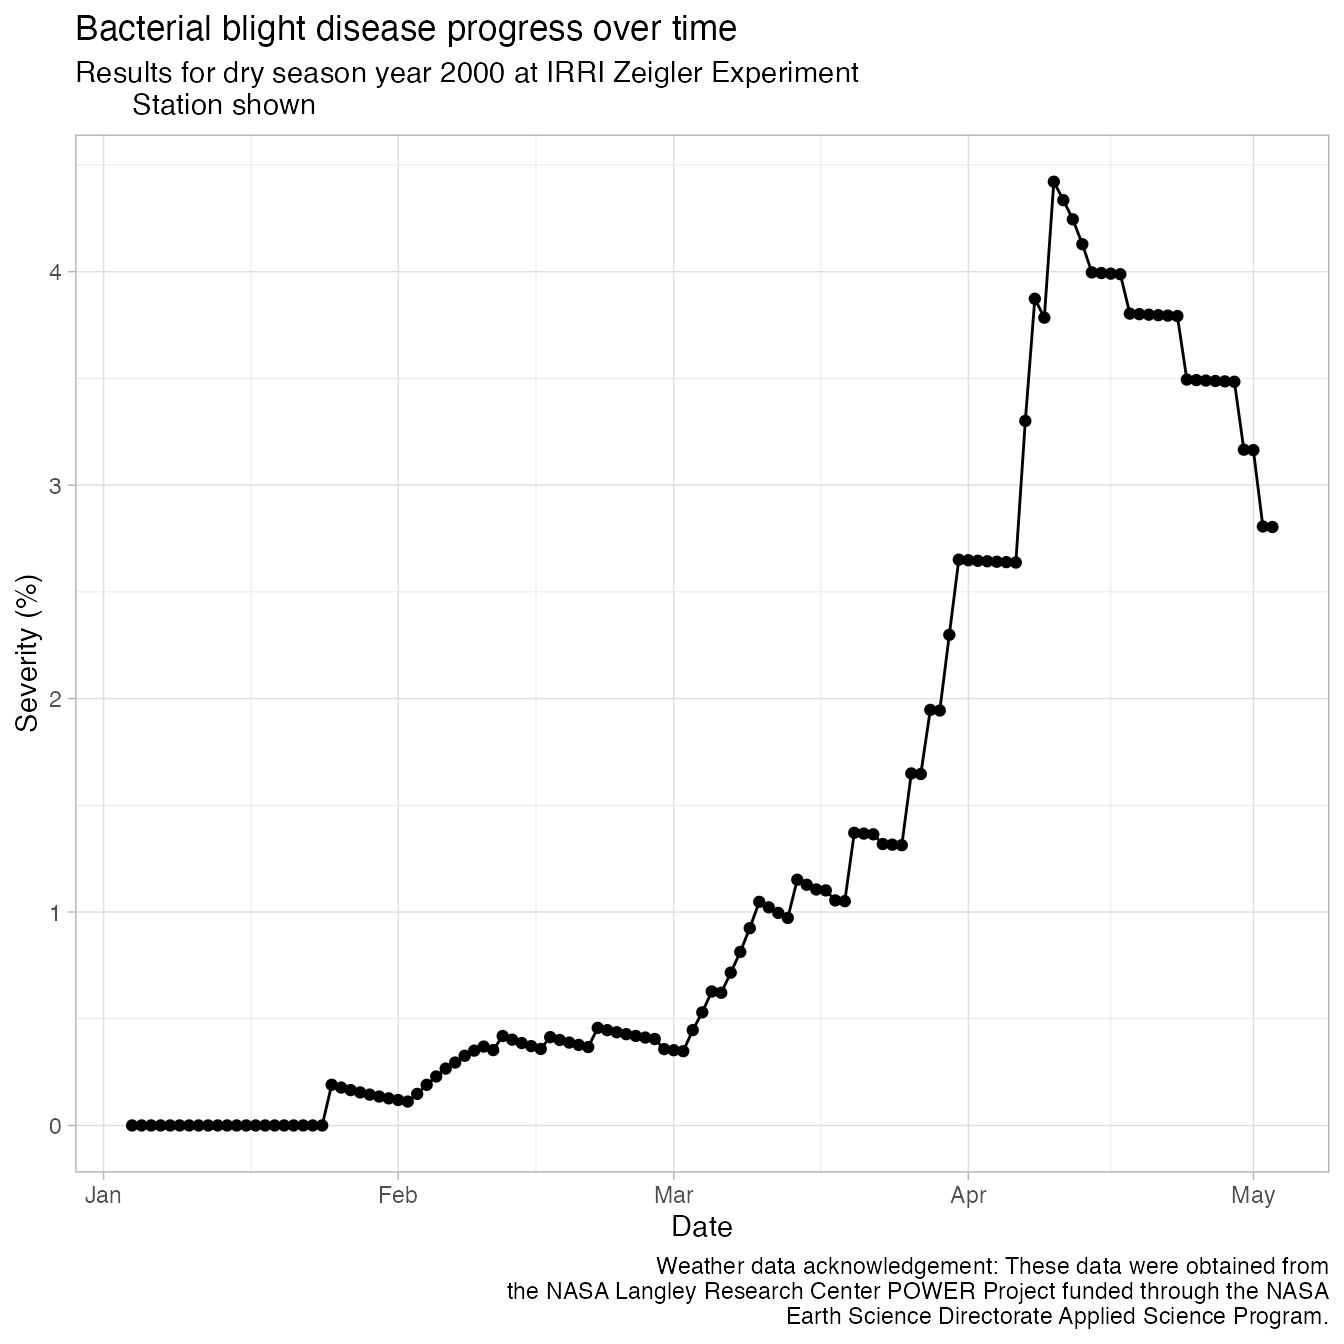 Bacterial blight disease progress over time
Results for dry season year 2000 at IRRI Zeigler Experiment
Station shown
4
3
2
1
0
Severity (%)
Jan Feb Mar Apr May
Date
Weather data acknowledgement: These data were obtained from
the NASA Langley Research Center POWER Project funded through the NASA
Earth Science Directorate Applied Science Program.